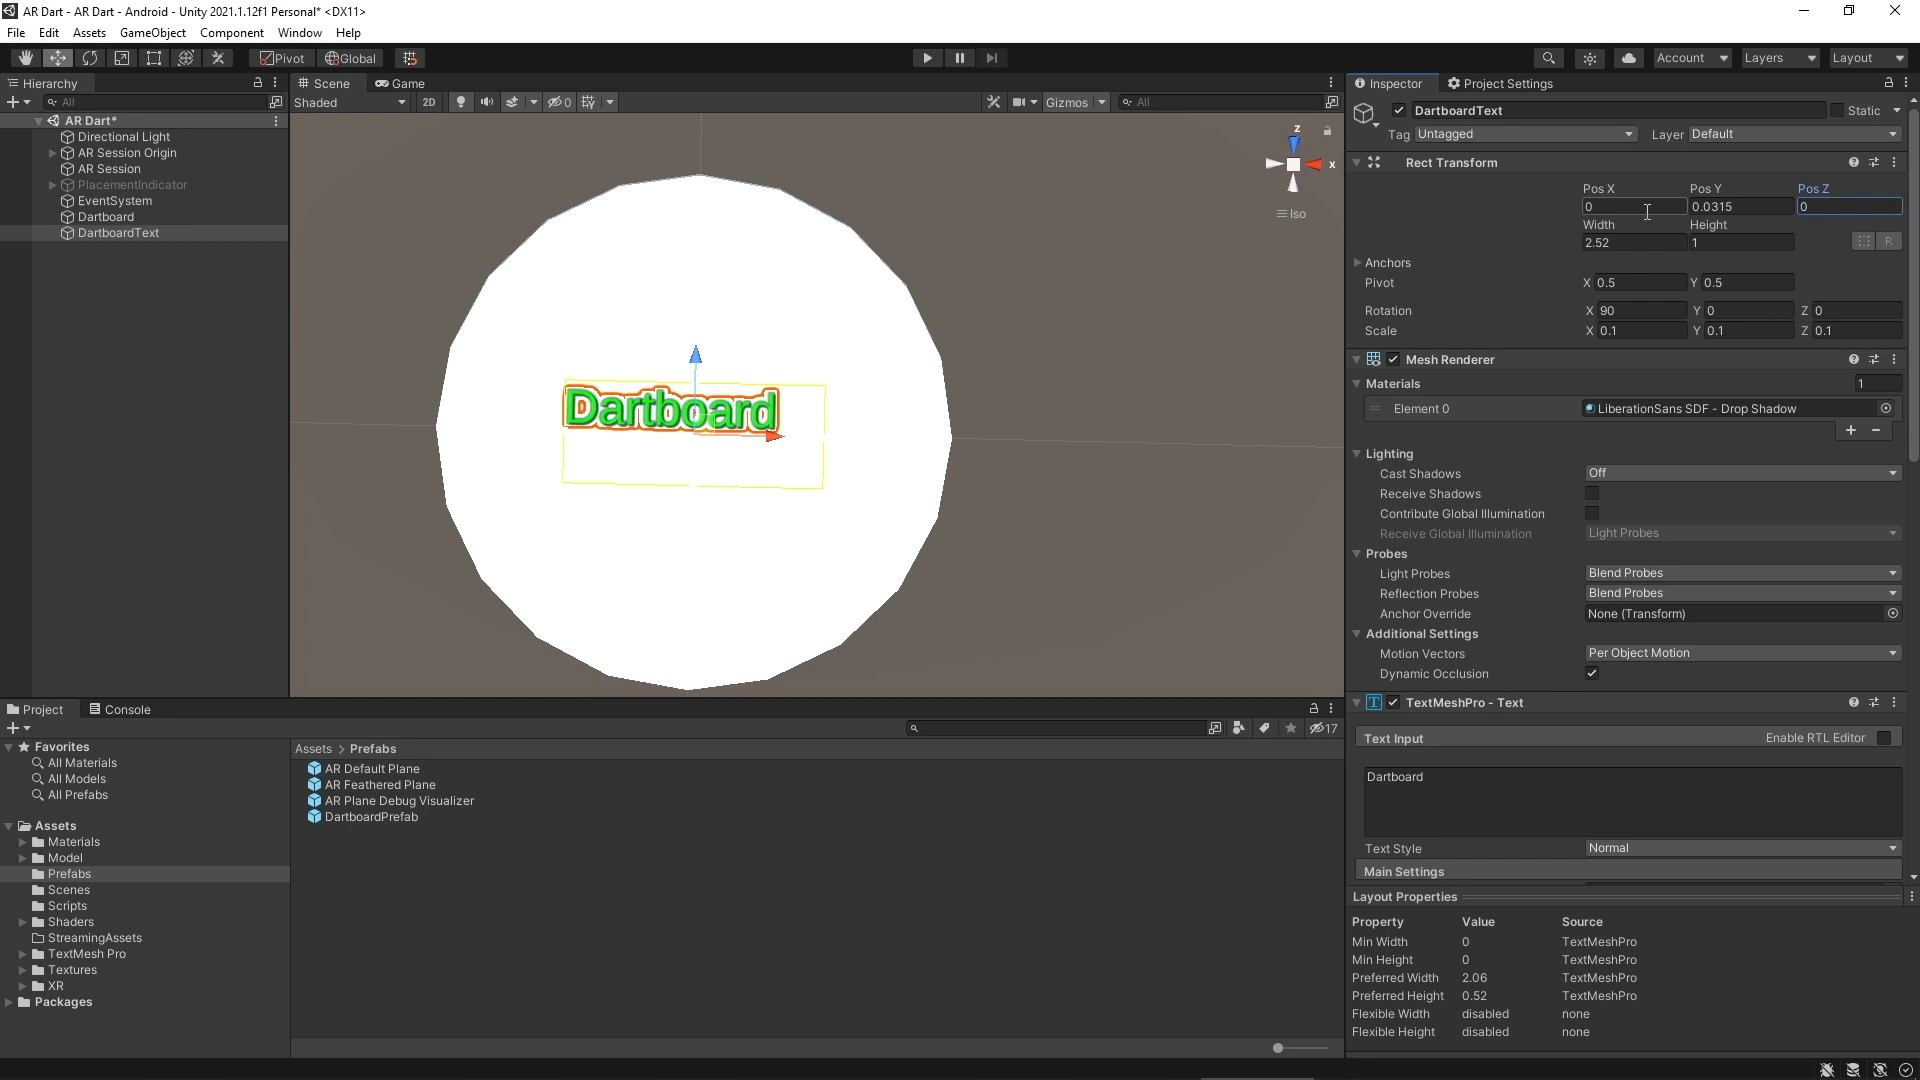 AR Dart - AR Dart - Android - Unity 2021.1.12f1 Personal* <DX11>
File Edit Assets GameObject Component Window Help
Pivot Global Account Layers Layout
Hierarchy
All
AR Dart*
Directional Light
AR Session Origin
AR Session
PlacementIndicator
EventSystem
Dartboard
DartboardText
Scene Game
Shaded 2D 0 Gizmos All
z
x
Iso
Dartboard
Inspector Project Settings
DartboardText Static
Tag Untagged Layer Default
Rect Transform
Pos X Pos Y Pos Z
0 0.0315 0
Width Height
2.52 1 R
Anchors
Pivot X 0.5 Y 0.5
Rotation X 90 Y 0 Z 0
Scale X 0.1 Y 0.1 Z 0.1
Mesh Renderer
Materials 1
Element 0 LiberationSans SDF - Drop Shadow
Lighting
Cast Shadows Off
Receive Shadows
Contribute Global Illumination
Receive Global Illumination Light Probes
Probes
Light Probes Blend Probes
Reflection Probes Blend Probes
Anchor Override None (Transform)
Additional Settings
Motion Vectors Per Object Motion
Dynamic Occlusion
T TextMeshPro - Text
Text Input Enable RTL Editor
Dartboard
Text Style Normal
Main Settings
Layout Properties
Property Value Source
Min Width 0 TextMeshPro
Min Height 0 TextMeshPro
Preferred Width 2.06 TextMeshPro
Preferred Height 0.52 TextMeshPro
Flexible Width disabled none
Flexible Height disabled none
Project Console
17
Favorites
All Materials
All Models
All Prefabs
Assets
Materials
Model
Prefabs
Scenes
Scripts
Shaders
StreamingAssets
TextMesh Pro
Textures
XR
Packages
Assets > Prefabs
AR Default Plane
AR Feathered Plane
AR Plane Debug Visualizer
DartboardPrefab